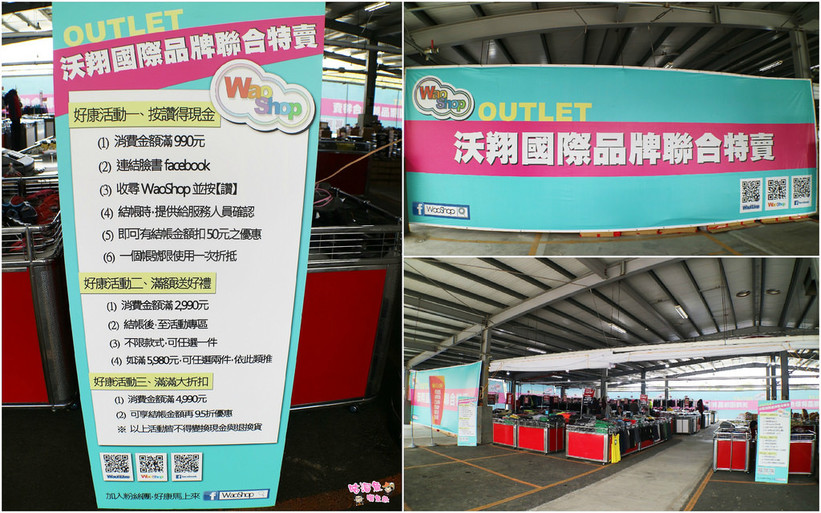 OUTLET
沃翔國際品牌聯合特賣
Wao Shop
好康活動一、按讚得現金
(1) 消費金額滿 990元
(2) 連結臉書 facebook
(3) 收尋 WaoShop 並按【讚】
(4) 結帳時‧提供給服務人員確認
(5) 即可有結帳金額扣 50元之優惠
(6) 一個帳號限使用一次折抵
好康活動二、滿額送好禮
(1) 消費金額滿 2,990元
(2) 結帳後‧至活動專區
(3) 不限款式‧可任選一件
(4) 如滿 5,980元‧可任選兩件‧依此類推
好康活動三、滿滿大折扣
(1) 消費金額滿 4,990元
(2) 可享結帳金額再 95折優惠
※ 以上活動皆不得變換現金與退換貨
加入粉絲團‧好康馬上來 WaoShop
Wao Shop
OUTLET
沃翔國際品牌聯合特賣
WaoShop